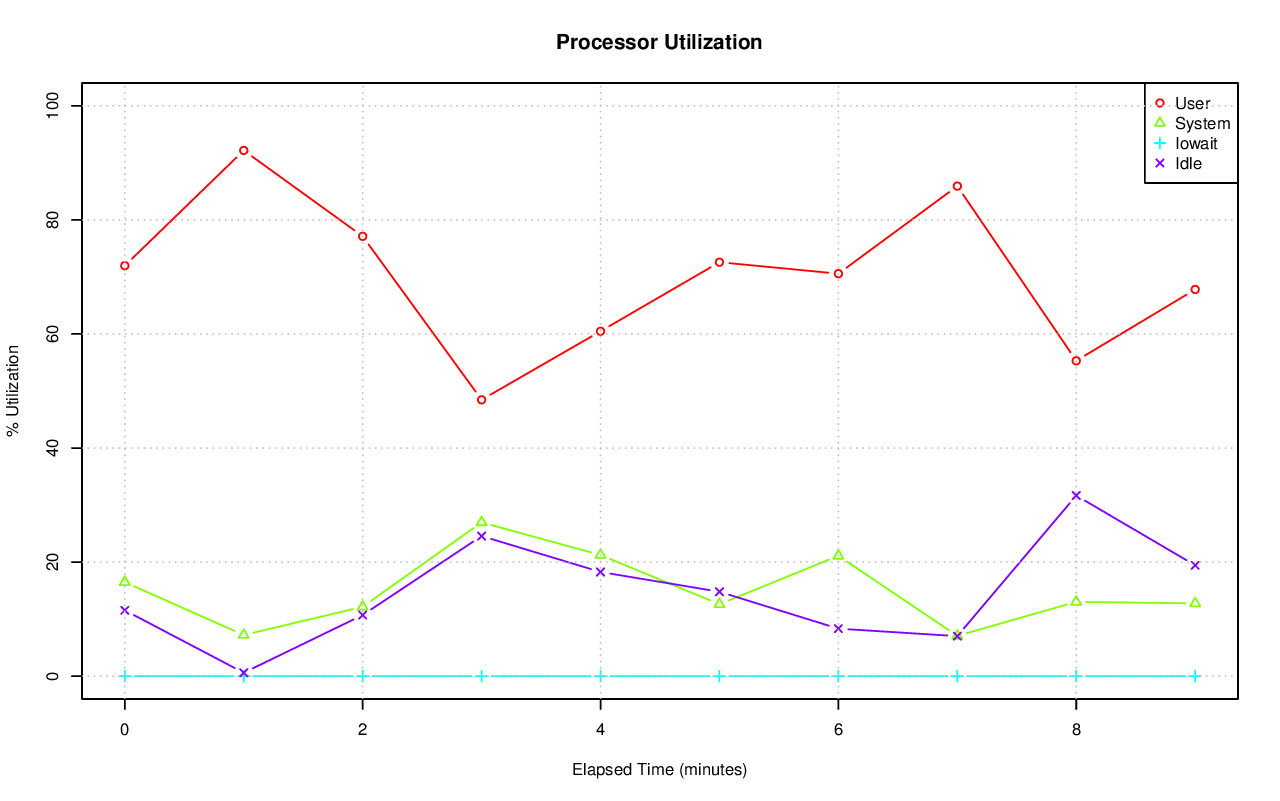 Processor Utilization
% Utilization
100
80
60
40
20
0
User
System
Iowait
Idle
0 2 4 6 8
Elapsed Time (minutes)